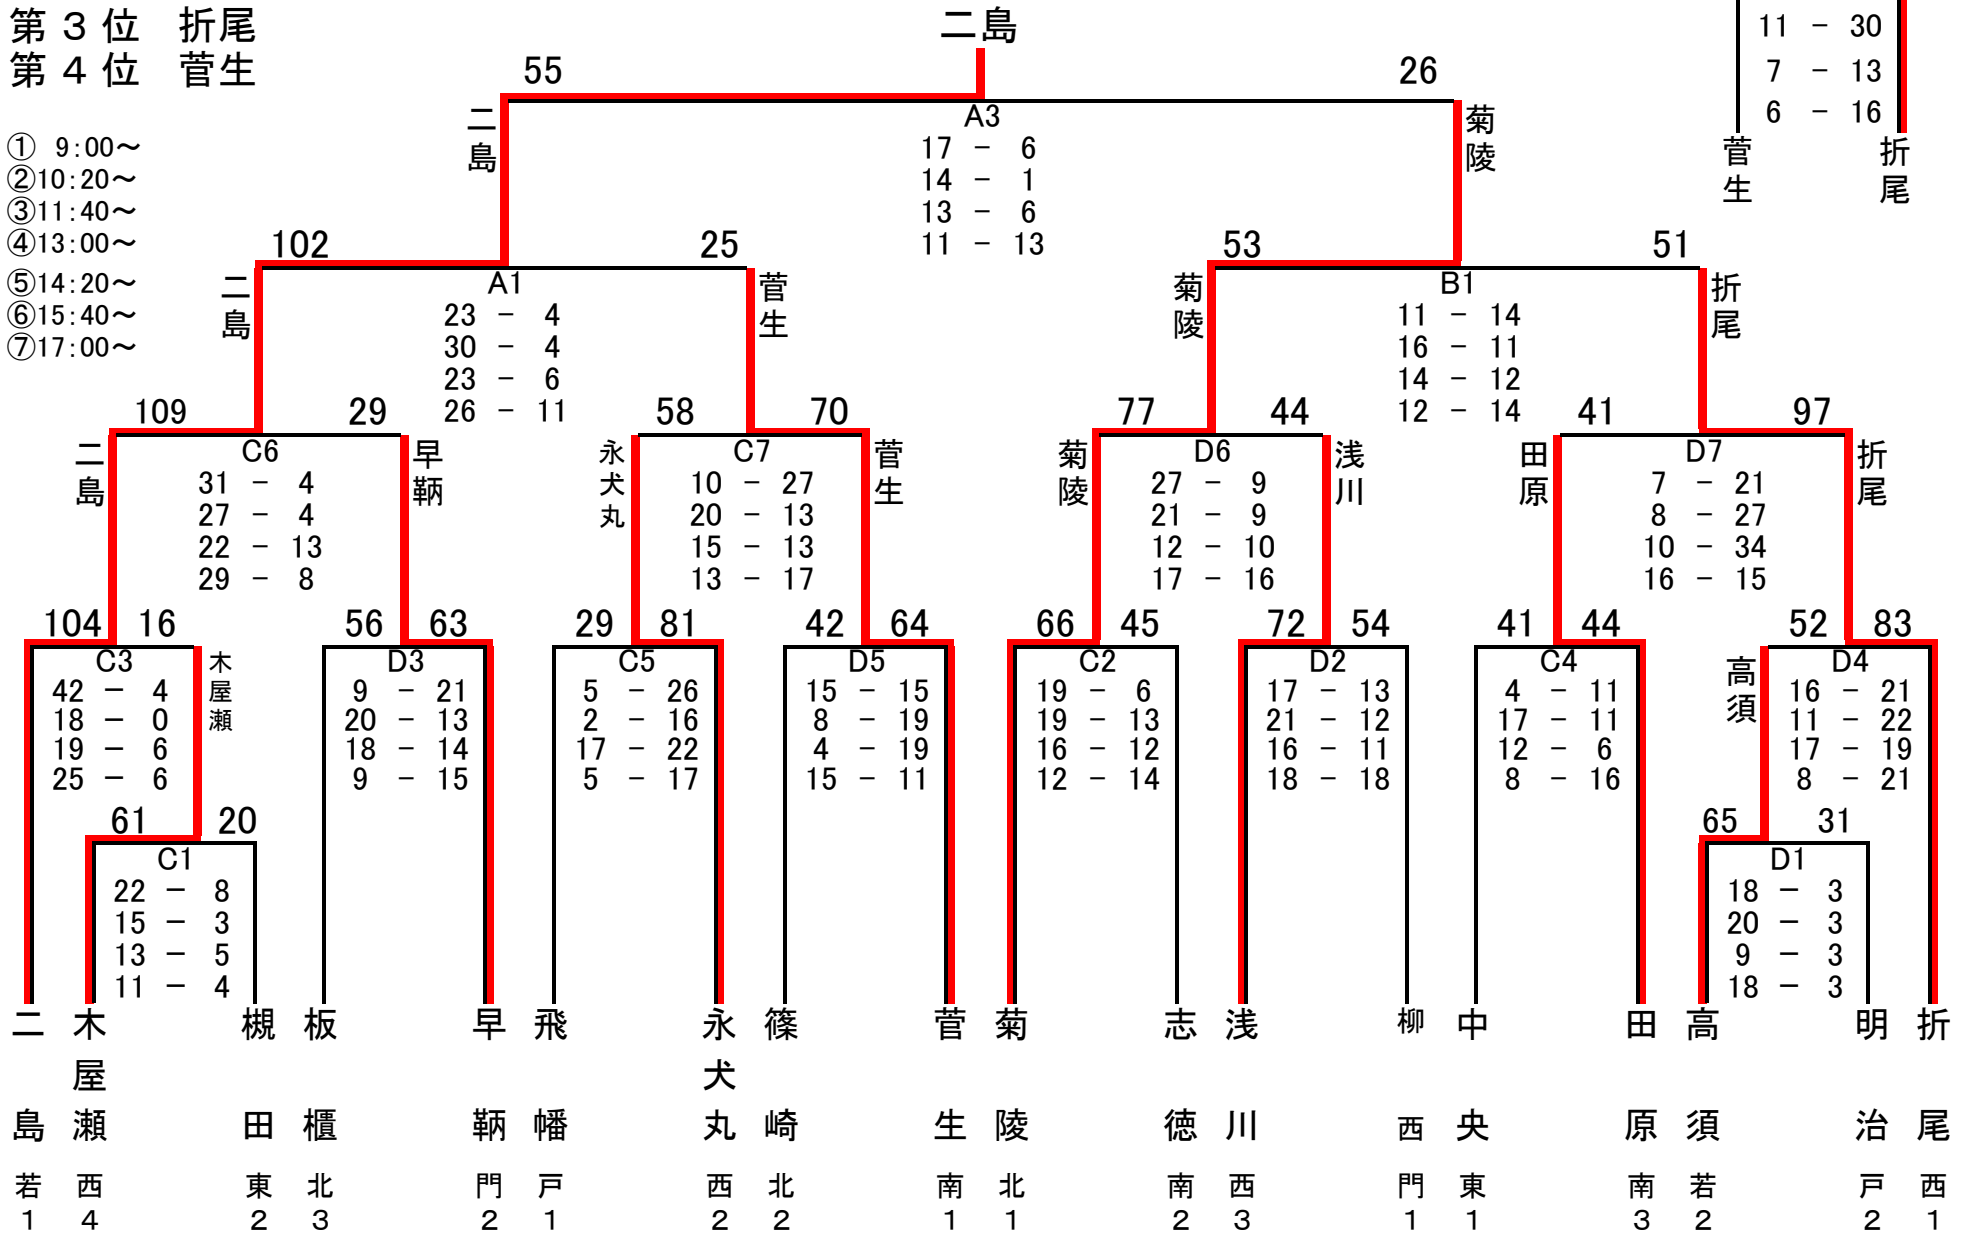 第３位　折尾
第４位　菅生
二島
11 － 30
7 － 13
6 － 16
菅生
折尾
① 9：00～
②10：20～
③11：40～
④13：00～
⑤14：20～
⑥15：40～
⑦17：00～
55
26
二島
菊陵
A3
17 － 6
14 － 1
13 － 6
11 － 13
102
25
二島
菅生
A1
23 － 4
30 － 4
23 － 6
26 － 11
53
51
菊陵
折尾
B1
11 － 14
16 － 11
14 － 12
12 － 14
109
29
二島
早鞆
C6
31 － 4
27 － 4
22 － 13
29 － 8
58
70
永犬丸
菅生
C7
10 － 27
20 － 13
15 － 13
13 － 17
77
44
菊陵
浅川
D6
27 － 9
21 － 9
12 － 10
17 － 16
41
97
田原
折尾
D7
7 － 21
8 － 27
10 － 34
16 － 15
104
16
C3
木屋瀬
42 － 4
18 － 0
19 － 6
25 － 6
56
63
D3
9 － 21
20 － 13
18 － 14
9 － 15
29
81
C5
5 － 26
2 － 16
17 － 22
5 － 17
42
64
D5
15 － 15
8 － 19
4 － 19
15 － 11
66
45
C2
19 － 6
19 － 13
16 － 12
12 － 14
72
54
D2
17 － 13
21 － 12
16 － 11
18 － 18
41
44
C4
4 － 11
17 － 11
12 － 6
8 － 16
52
83
高須
D4
16 － 21
11 － 22
17 － 19
8 － 21
61
20
C1
22 － 8
15 － 3
13 － 5
11 － 4
65
31
D1
18 － 3
20 － 3
9 － 3
18 － 3
二島
若1
木屋瀬
西4
槻田
東2
板櫃
北3
早鞆
門2
飛幡
戸1
永犬丸
西2
篠崎
北2
菅生
南1
菊陵
北1
志徳
南2
浅川
西3
柳西
門1
中央
東1
田原
南3
高須
若2
明治
戸2
折尾
西1